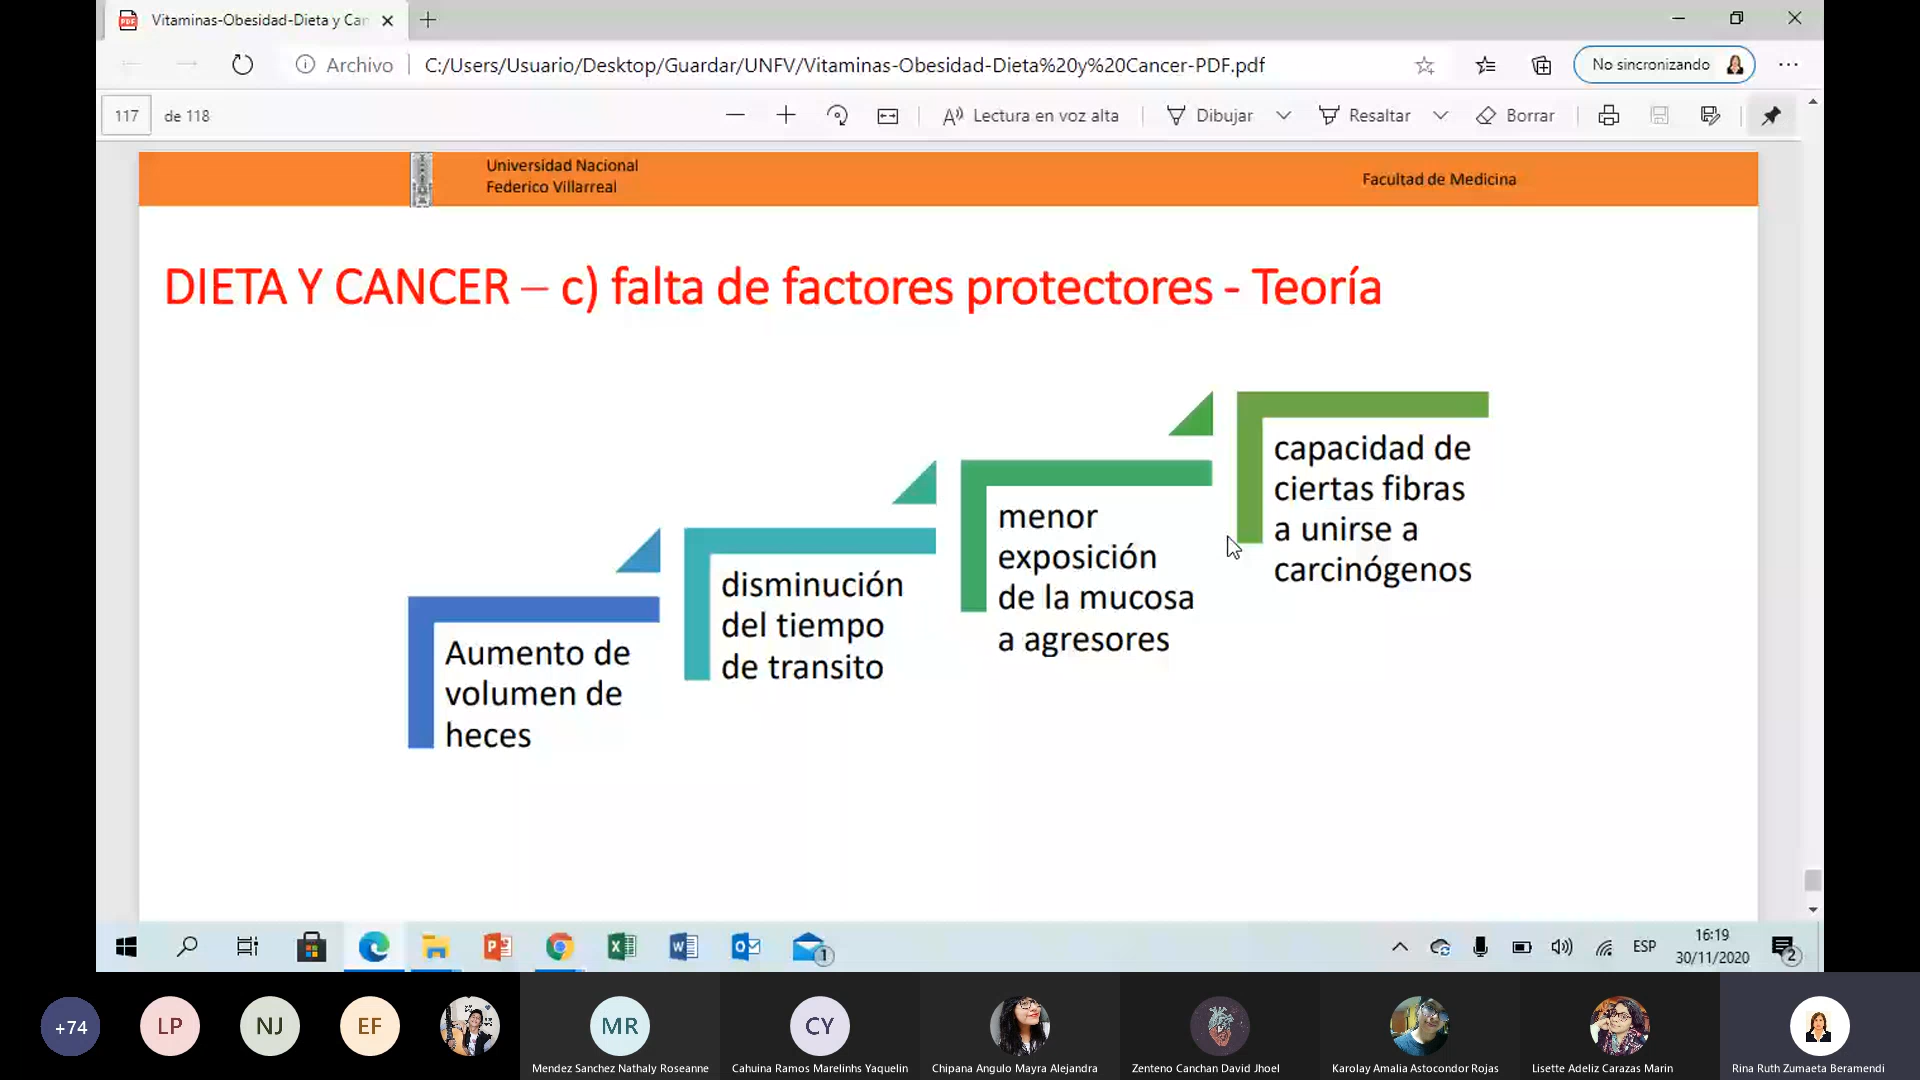 Vitaminas-Obesidad-Dieta y Can
Archivo
C:/Users/Usuario/Desktop/Guardar/UNFV/Vitaminas-Obesidad-Dieta%20y%20Cancer-PDF.pdf
No sincronizando
117 de 118
Lectura en voz alta
Dibujar
Resaltar
Borrar
Universidad Nacional
Federico Villarreal
Facultad de Medicina
DIETA Y CANCER – c) falta de factores protectores - Teoría
Aumento de
volumen de
heces
disminución
del tiempo
de transito
menor
exposición
de la mucosa
a agresores
capacidad de
ciertas fibras
a unirse a
carcinógenos
1
ESP
16:19
30/11/2020
2
+74
LP
NJ
EF
MR
CY
Mendez Sanchez Nathaly Roseanne
Cahuina Ramos Marelinhs Yaquelin
Chipana Angulo Mayra Alejandra
Zenteno Canchan David Jhoel
Karolay Amalia Astocondor Rojas
Lisette Adeliz Carazas Marin
Rina Ruth Zumaeta Beramendi